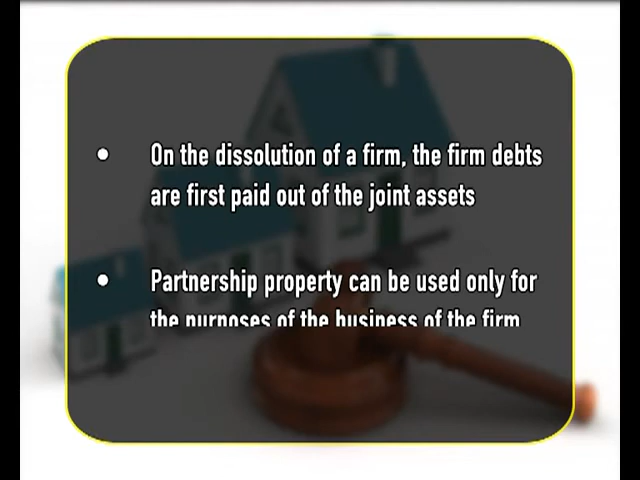 • On the dissolution of a firm, the firm debts
are first paid out of the joint assets
• Partnership property can be used only for
the purposes of the business of the firm